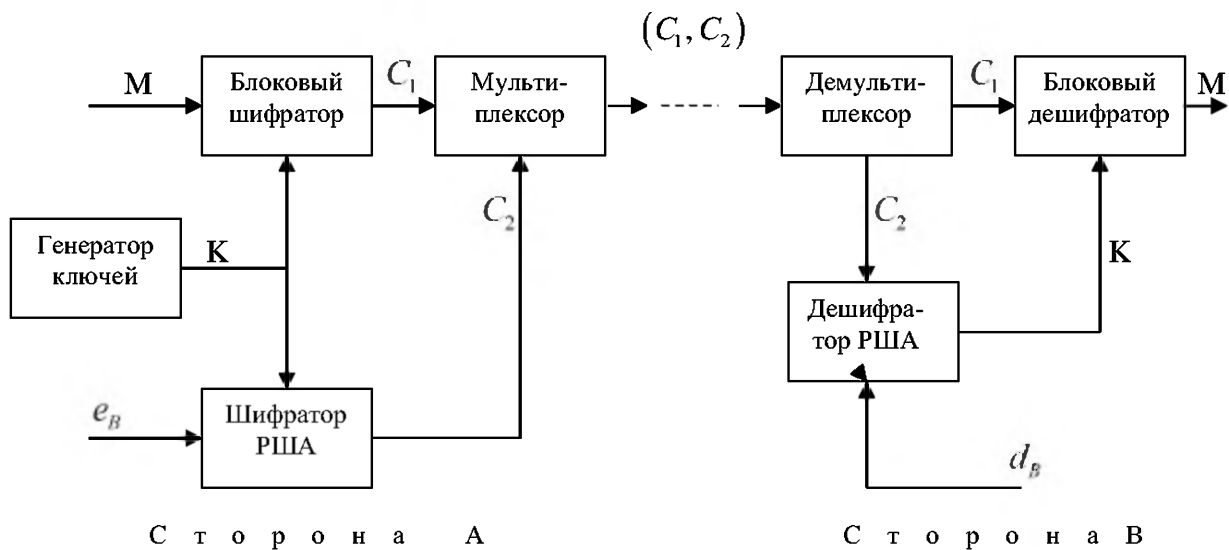 (C₁, C₂)
M
Блоковый
шифратор
C₁
Мульти-
плексор
Демульти-
плексор
C₁
Блоковый
дешифратор
M
C₂
C₂
Генератор
ключей
K
K
Дешифра-
тор РША
e_B
Шифратор
РША
d_B
С т о р о н а А
С т о р о н а В